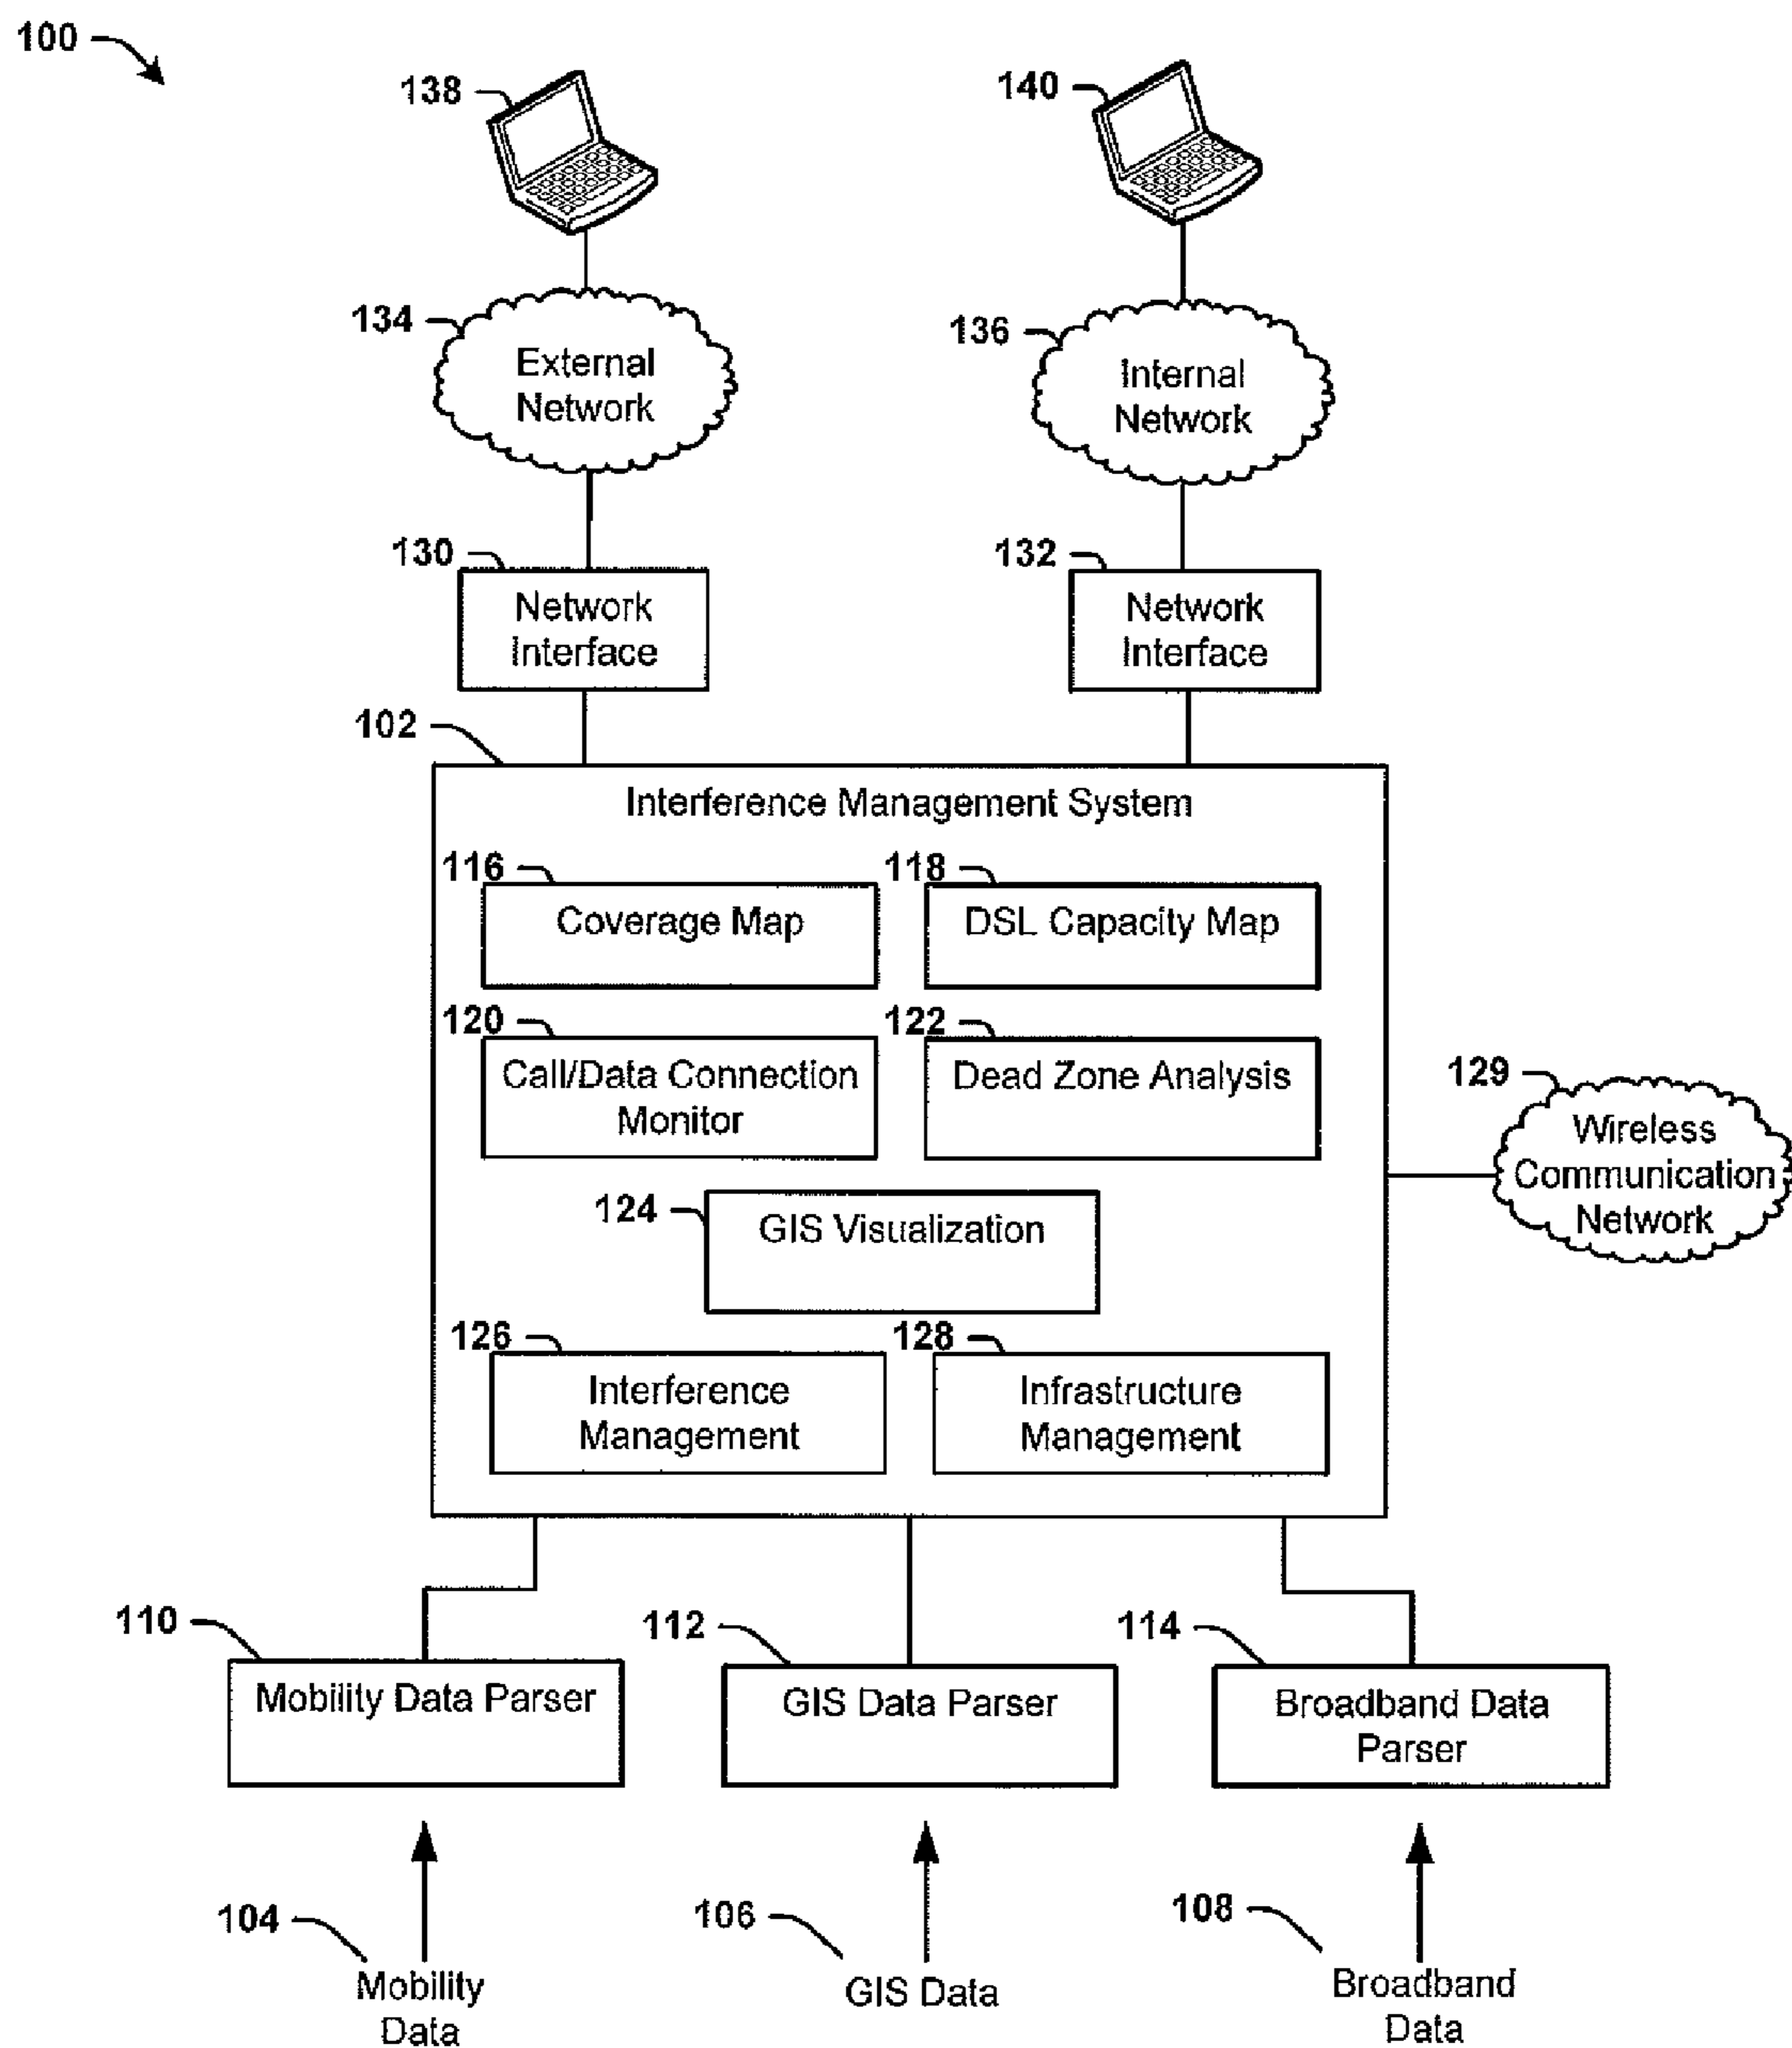 100
138
140
134
External
Network
136
Internal
Network
130
Network
Interface
132
Network
Interface
102
Interference Management System
116
Coverage Map
118
DSL Capacity Map
120
Call/Data Connection
Monitor
122
Dead Zone Analysis
129
Wireless
Communication
Network
124
GIS Visualization
126
Interference
Management
128
Infrastructure
Management
110
Mobility Data Parser
112
GIS Data Parser
114
Broadband Data
Parser
104
Mobility
Data
106
GIS Data
108
Broadband
Data